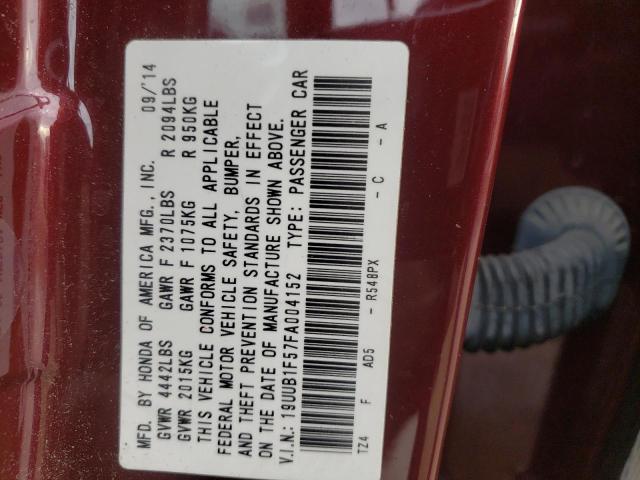 MFD. BY HONDA OF AMERICA MFG., INC. 09/'14
GVWR 4442LBS GAWR F 2370LBS R 2094LBS
GVWR 2015KG GAWR F 1075KG R 950KG
THIS VEHICLE CONFORMS TO ALL APPLICABLE
FEDERAL MOTOR VEHICLE SAFETY, BUMPER,
AND THEFT PREVENTION STANDARDS IN EFFECT
ON THE DATE OF MANUFACTURE SHOWN ABOVE.
V.I.N.: 19UUB1F57FA004152 TYPE: PASSENGER CAR
TZ4 F AD5 - R548PX - C - A